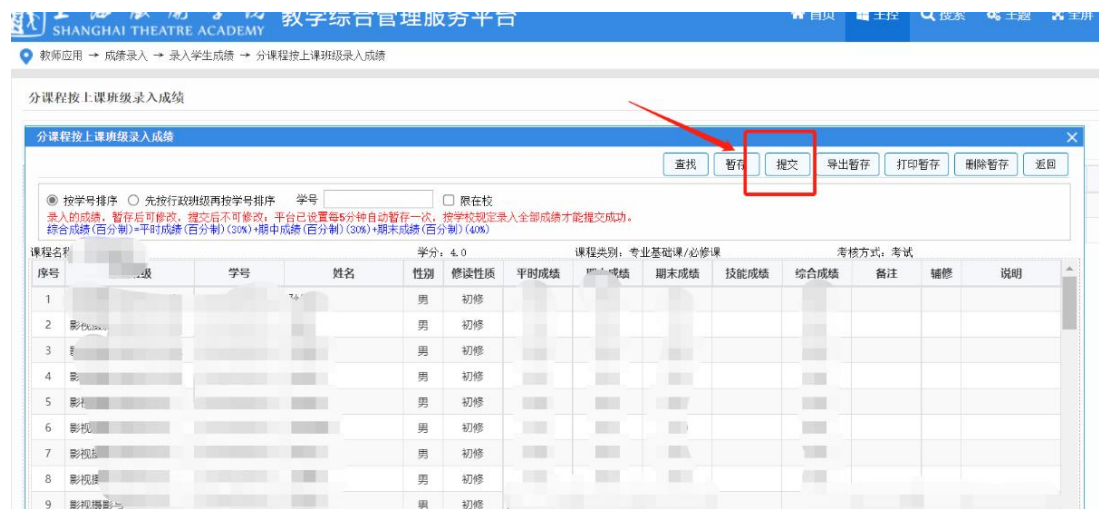 教学综合管理服务平台 首页 主控 搜索 主题 全屏
SHANGHAI THEATRE ACADEMY
教师应用 → 成绩录入 → 录入学生成绩 → 分课程按上课班级录入成绩
分课程按上课班级录入成绩
分课程按上课班级录入成绩
查找 暂存 提交 导出暂存 打印暂存 删除暂存 返回
按学号排序 先按行政班级再按学号排序 学号 限在校
录入的成绩，暂存后可修改，提交后不可修改；平台已设置每5分钟自动暂存一次，按学校规定录入全部成绩才能提交成功。
综合成绩(百分制)=平时成绩(百分制)(30%)+期中成绩(百分制)(30%)+期末成绩(百分制)(40%)
课程名 学分：4.0 课程类别：专业基础课/必修课 考核方式：考试
序号 级 学号 姓名 性别 修读性质 平时成绩 成绩 期末成绩 技能成绩 综合成绩 备注 辅修 说明
1 男 初修
2 影视 男 初修
3 男 初修
4 影 男 初修
5 影 男 初修
6 影视 男 初修
7 影视 男 初修
8 影视 男 初修
9 影视摄影 男 初修